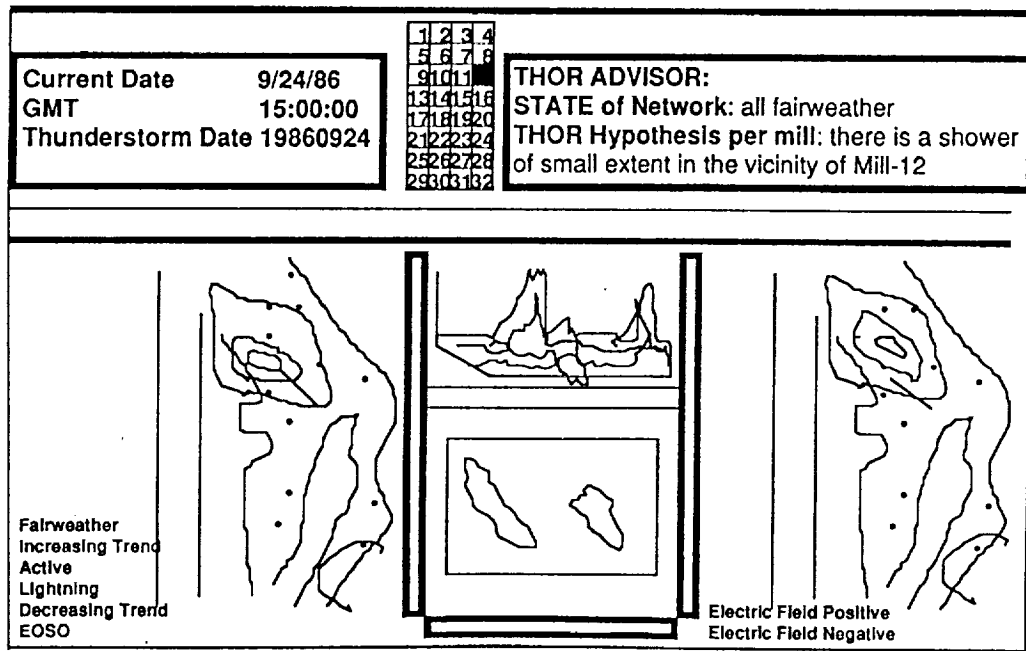 Current Date 9/24/86
GMT 15:00:00
Thunderstorm Date 19860924
1 2 3 4
5 6 7 8
9 10 11
13 14 15 16
17 18 19 20
21 22 23 24
25 26 27 28
29 30 31 32
THOR ADVISOR:
STATE of Network: all fairweather
THOR Hypothesis per mill: there is a shower
of small extent in the vicinity of Mill-12
Fairweather
Increasing Trend
Active
Lightning
Decreasing Trend
EOSO
Electric Field Positive
Electric Field Negative